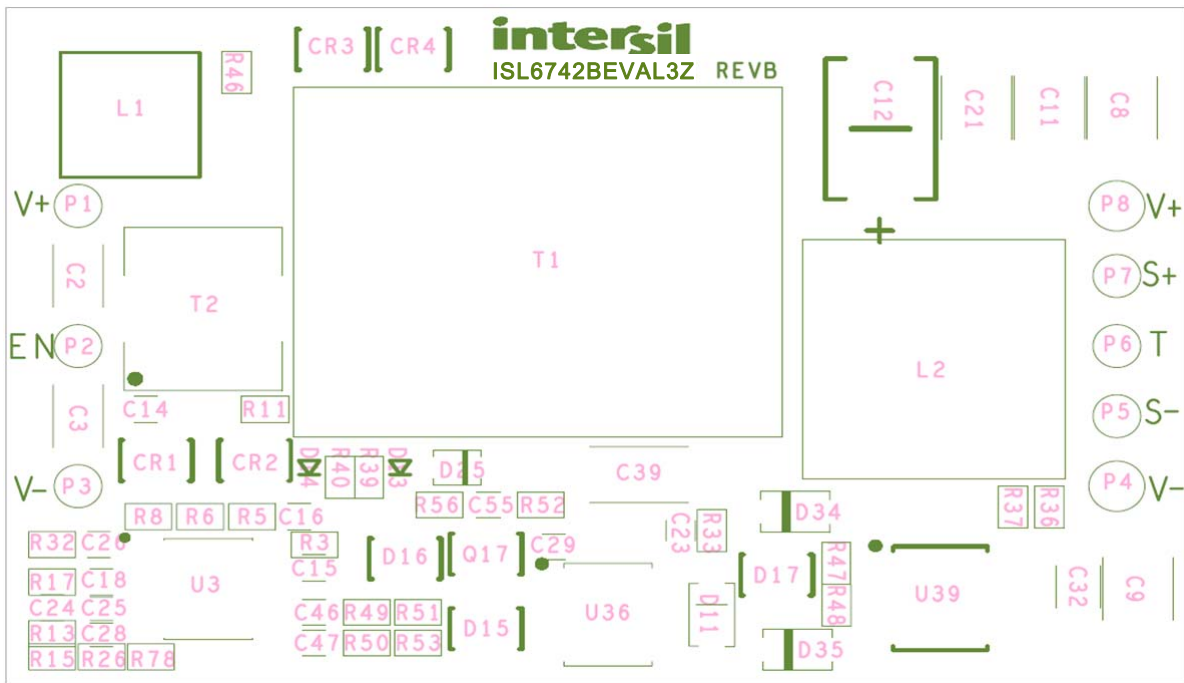 intersil
ISL6742BEVAL3Z REVB
CR3 CR4
R46
L1
C12 C21 C11 C8
V+ P1
P8 V+
C2
T2
T1
P7 S+
EN P2
P6 T
L2
C3
C14 R11
P5 S-
CR1 CR2
R40 R39
D25
C39
V- P3
P4 V-
R8 R6 R5 C16
R56 C55 R52
D34
R37 R36
R32 C26
R3
C15
D16 Q17 C29
C23 R33
R47
R48
D17
R17 C18
U3
C24 C25
C46 R49 R51
D15
U36
D11
U39
C32 C9
R13 C28
C47 R50 R53
R15 R26 R78
D35